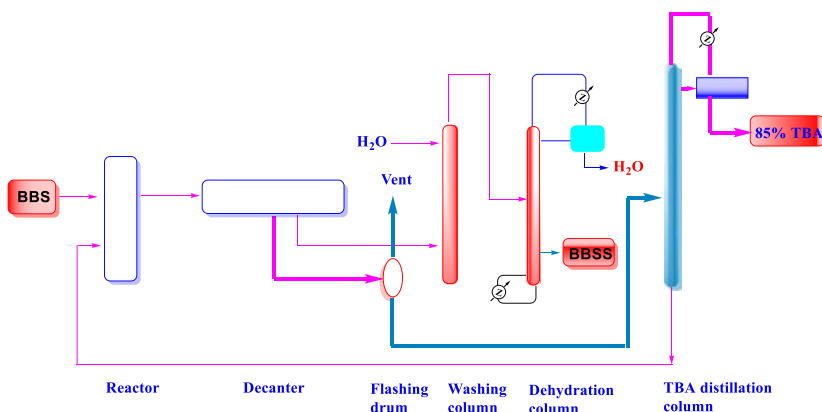 85% TBA
H₂O
H₂O
Vent
BBS
BBSS
Reactor
Decanter
Flashing
drum
Washing
column
Dehydration
column
TBA distillation
column